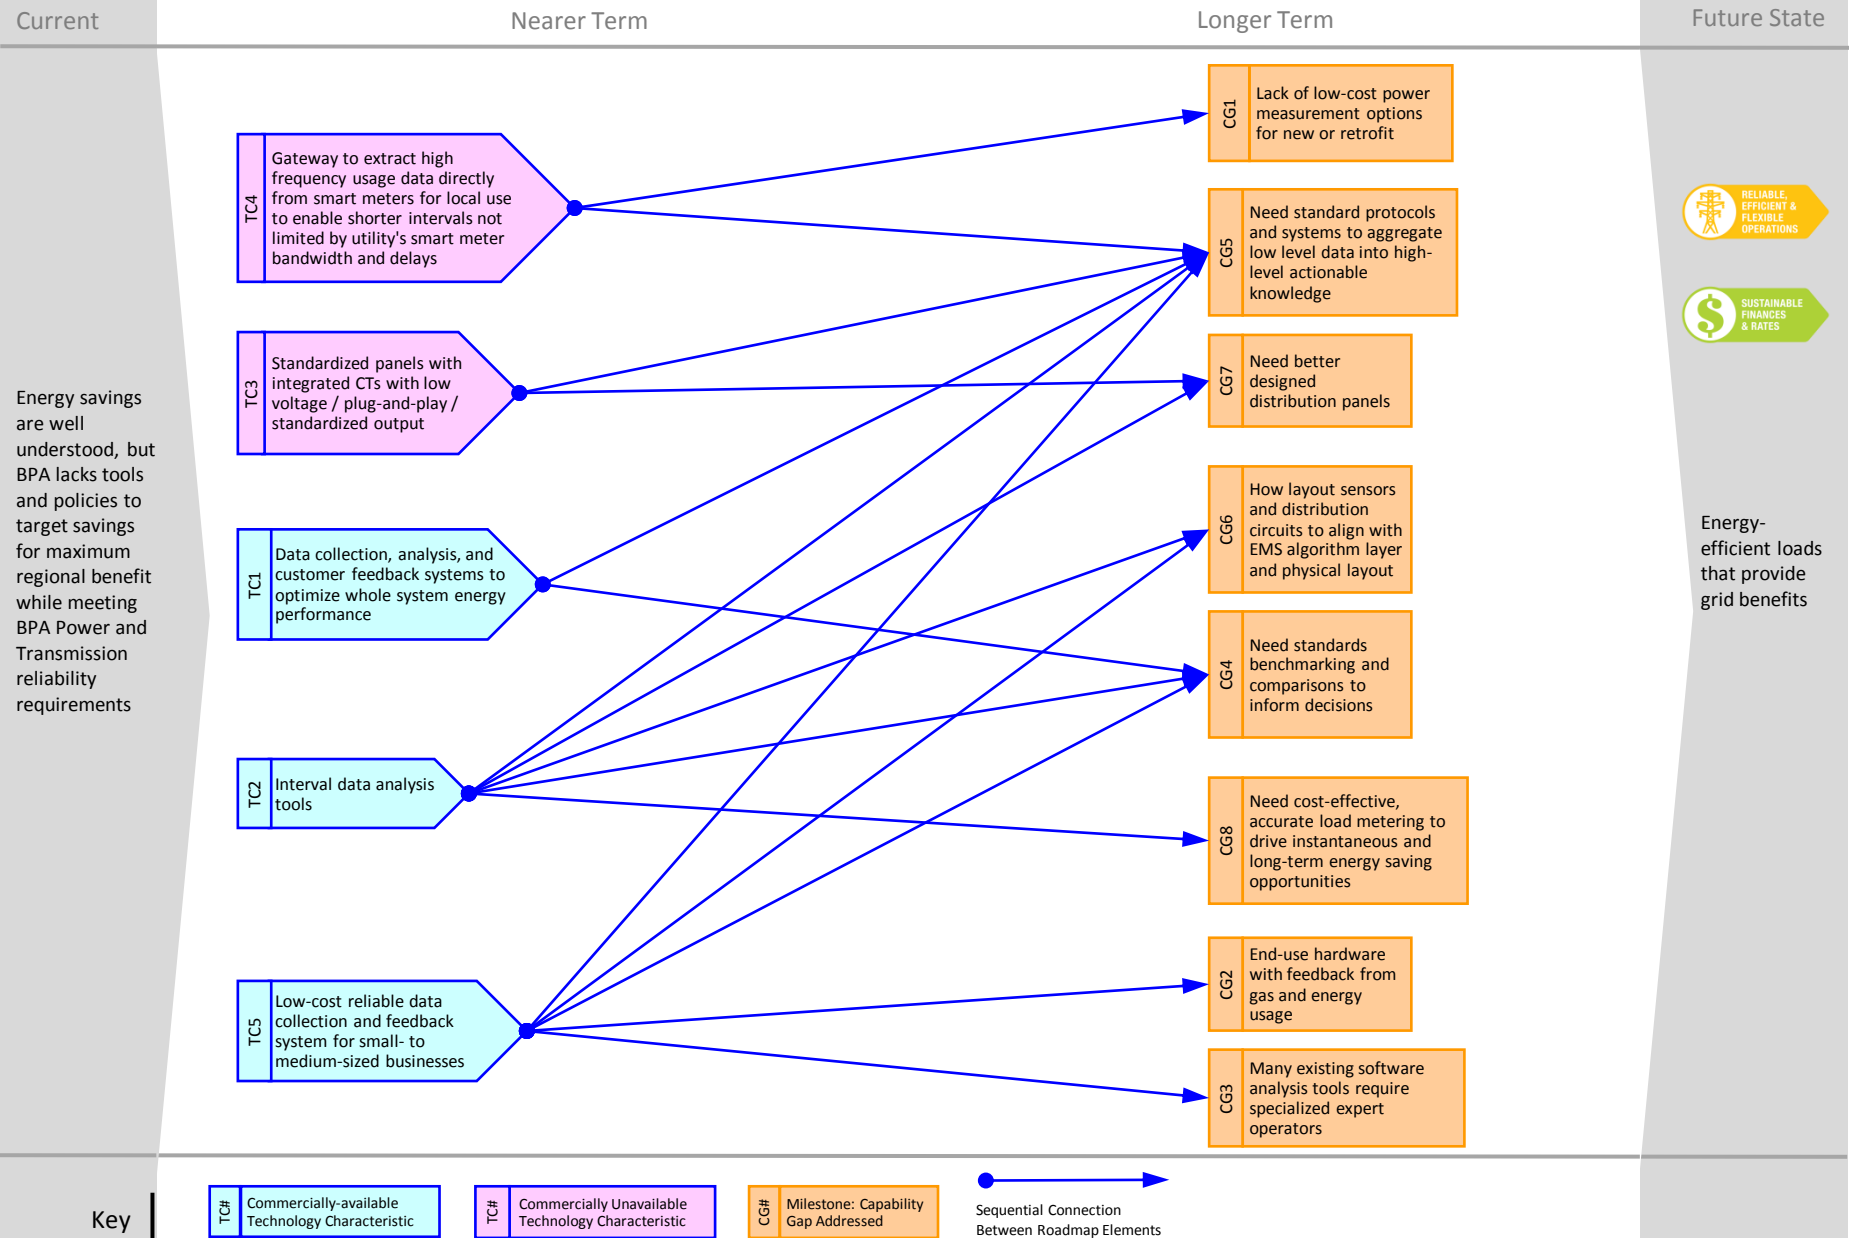 Current
Nearer Term
Longer Term
Future State
Energy savings
are well
understood, but
BPA lacks tools
and policies to
target savings
for maximum
regional benefit
while meeting
BPA Power and
Transmission
reliability
requirements
TC4
Gateway to extract high
frequency usage data directly
from smart meters for local use
to enable shorter intervals not
limited by utility's smart meter
bandwidth and delays
TC3
Standardized panels with
integrated CTs with low
voltage / plug-and-play /
standardized output
TC1
Data collection, analysis, and
customer feedback systems to
optimize whole system energy
performance
TC2
Interval data analysis
tools
TC5
Low-cost reliable data
collection and feedback
system for small- to
medium-sized businesses
CG1
Lack of low-cost power
measurement options
for new or retrofit
CG5
Need standard protocols
and systems to aggregate
low level data into high-
level actionable
knowledge
CG7
Need better
designed
distribution panels
CG6
How layout sensors
and distribution
circuits to align with
EMS algorithm layer
and physical layout
CG4
Need standards
benchmarking and
comparisons to
inform decisions
CG8
Need cost-effective,
accurate load metering to
drive instantaneous and
long-term energy saving
opportunities
CG2
End-use hardware
with feedback from
gas and energy
usage
CG3
Many existing software
analysis tools require
specialized expert
operators
RELIABLE,
EFFICIENT &
FLEXIBLE
OPERATIONS
$
SUSTAINABLE
FINANCES
& RATES
Energy-
efficient loads
that provide
grid benefits
Key
TC#
Commercially-available
Technology Characteristic
TC#
Commercially Unavailable
Technology Characteristic
CG#
Milestone: Capability
Gap Addressed
Sequential Connection
Between Roadmap Elements